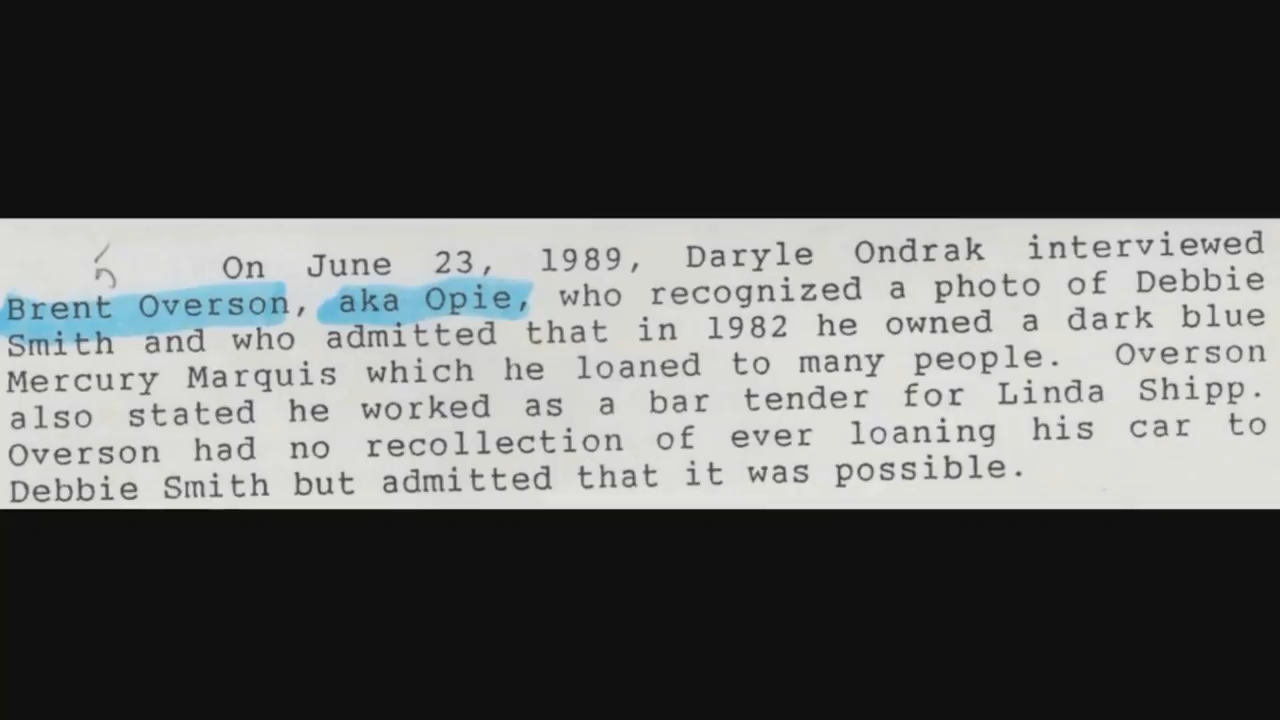 On June 23, 1989, Daryle Ondrak interviewed
Brent Overson, aka Opie, who recognized a photo of Debbie
Smith and who admitted that in 1982 he owned a dark blue
Mercury Marquis which he loaned to many people. Overson
also stated he worked as a bar tender for Linda Shipp.
Overson had no recollection of ever loaning his car to
Debbie Smith but admitted that it was possible.